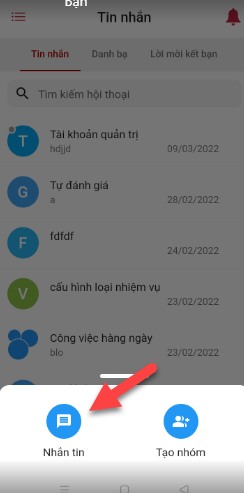 Bạn
Tin nhắn
Tin nhắn Danh bạ Lời mời kết bạn
Tìm kiếm hội thoại
T Tài khoản quản trị
hdjjd 09/03/2022
G Tự đánh giá
a 28/02/2022
F fdfdf
24/02/2022
V cấu hình loại nhiệm vụ
23/02/2022
Công việc hàng ngày
blo 23/02/2022
Nhắn tin Tạo nhóm